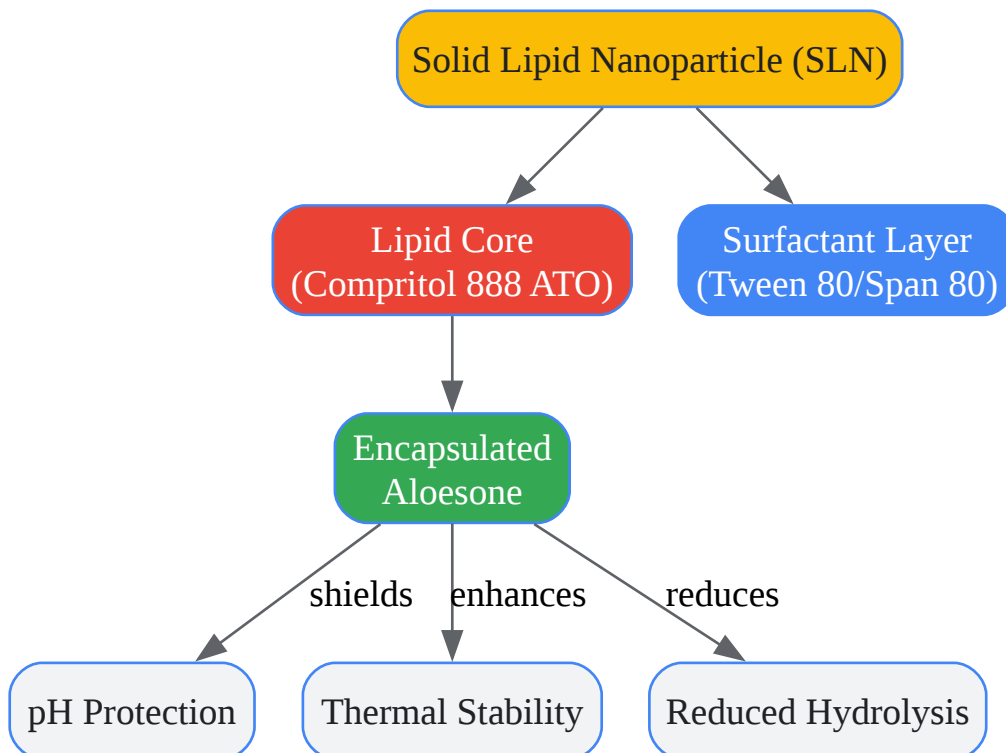 Solid Lipid Nanoparticle (SLN)
Lipid Core
(Compritol 888 ATO)
Surfactant Layer
(Tween 80/Span 80)
Encapsulated
Aloesone
shields
enhances
reduces
pH Protection
Thermal Stability
Reduced Hydrolysis